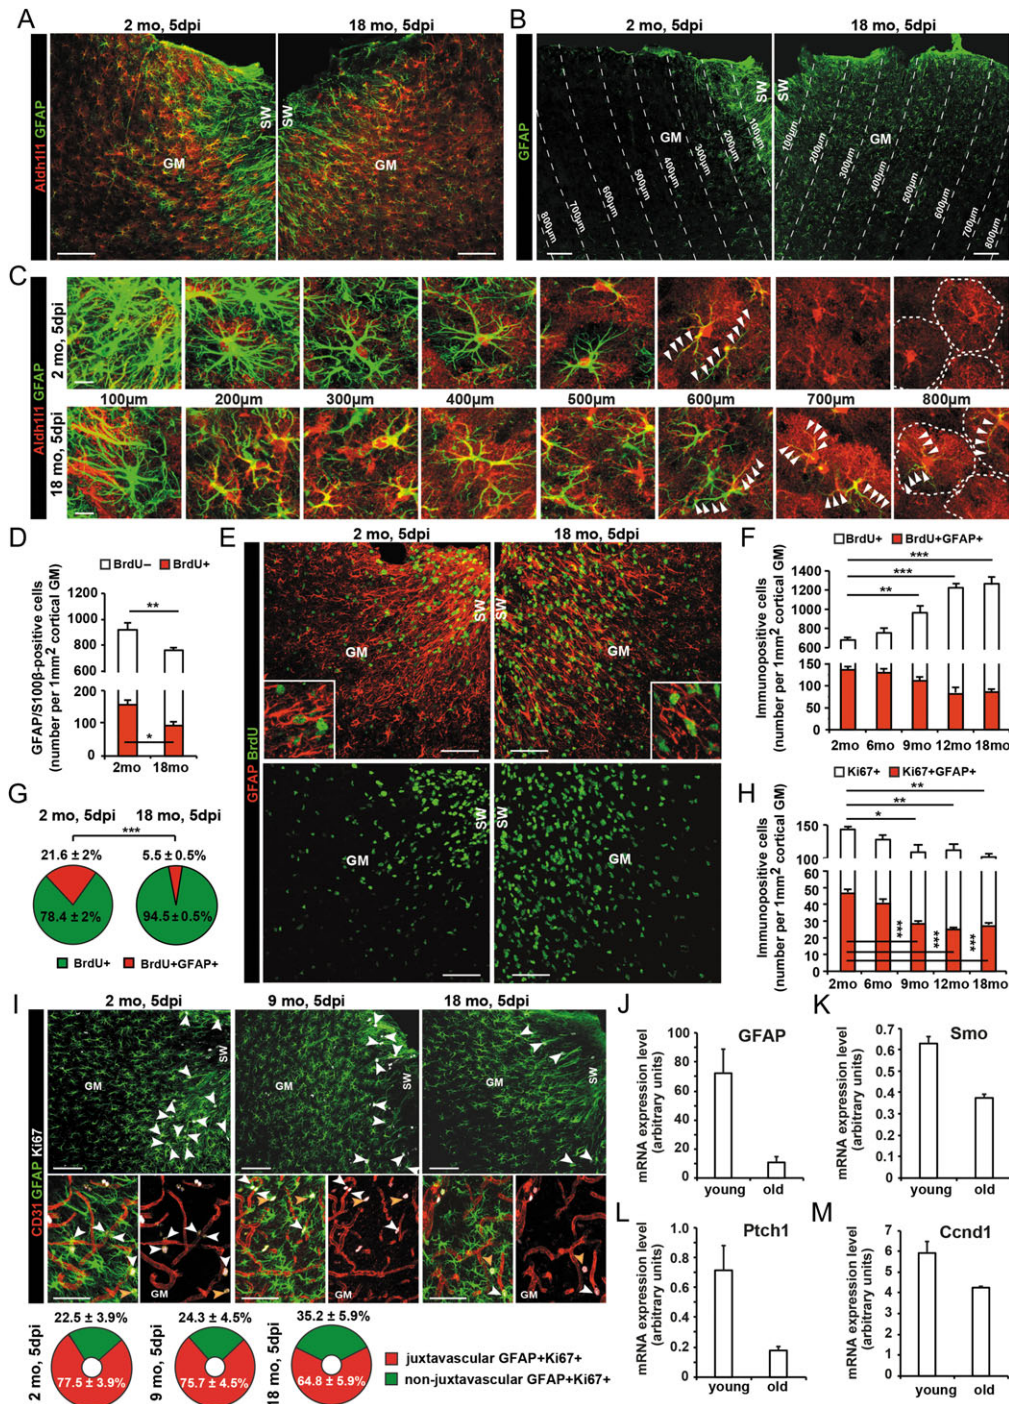 A
2 mo, 5dpi
18 mo, 5dpi
Aldh1l1 GFAP
GM
SW
SW
GM
B
2 mo, 5dpi
18 mo, 5dpi
GFAP
GM
SW
SW
GM
800µm
700µm
600µm
500µm
400µm
300µm
200µm
100µm
100µm
200µm
300µm
400µm
500µm
600µm
700µm
800µm
C
Aldh1l1 GFAP
2 mo, 5dpi
100µm
200µm
300µm
400µm
500µm
600µm
700µm
800µm
18 mo, 5dpi
D
BrdU– BrdU+
GFAP/S100β-positive cells
(number per 1mm² cortical GM)
1000
800
600
200
100
0
**
*
2mo 18mo
E
2 mo, 5dpi
18 mo, 5dpi
GFAP BrdU
GM
SW
SW
GM
GM
SW
SW
GM
F
BrdU+ BrdU+GFAP+
Immunopositive cells
(number per 1mm² cortical GM)
1400
1200
1000
800
600
150
100
50
0
***
***
**
2mo 6mo 9mo 12mo 18mo
G
2 mo, 5dpi 18 mo, 5dpi
***
21.6 ± 2% 5.5 ± 0.5%
78.4 ± 2% 94.5 ± 0.5%
BrdU+ BrdU+GFAP+
H
Ki67+ Ki67+GFAP+
Immunopositive cells
(number per 1mm² cortical GM)
150
100
50
40
30
20
10
0
**
**
*
***
***
***
2mo 6mo 9mo 12mo 18mo
I
2 mo, 5dpi
9 mo, 5dpi
18 mo, 5dpi
CD31 GFAP Ki67
GM
SW
GM
SW
GM
SW
GM
GM
GM
2 mo, 5dpi
22.5 ± 3.9%
77.5 ± 3.9%
9 mo, 5dpi
24.3 ± 4.5%
75.7 ± 4.5%
18 mo, 5dpi
35.2 ± 5.9%
64.8 ± 5.9%
juxtavascular GFAP+Ki67+
non-juxtavascular GFAP+Ki67+
J
GFAP
mRNA expression level
(arbitrary units)
100
80
60
40
20
0
young old
K
Smo
mRNA expression level
(arbitrary units)
0.7
0.6
0.5
0.4
0.3
0.2
0.1
0
young old
L
Ptch1
mRNA expression level
(arbitrary units)
1.0
0.8
0.6
0.4
0.2
0
young old
M
Ccnd1
mRNA expression level
(arbitrary units)
7
6
5
4
3
2
1
0
young old